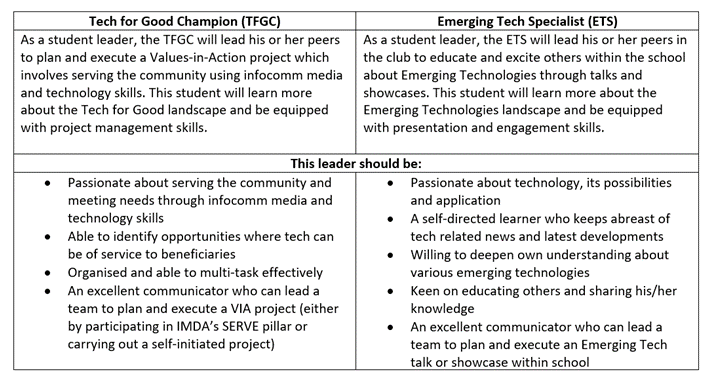 Tech for Good Champion (TFGC)
As a student leader, the TFGC will lead his or her peers
to plan and execute a Values-in-Action project which
involves serving the community using infocomm media
and technology skills. This student will learn more
about the Tech for Good landscape and be equipped
with project management skills.
Emerging Tech Specialist (ETS)
As a student leader, the ETS will lead his or her peers in
the club to educate and excite others within the school
about Emerging Technologies through talks and
showcases. This student will learn more about the
Emerging Technologies landscape and be equipped
with presentation and engagement skills.
This leader should be:
• Passionate about serving the community and
meeting needs through infocomm media and
technology skills
• Able to identify opportunities where tech can
be of service to beneficiaries
• Organised and able to multi-task effectively
• An excellent communicator who can lead a
team to plan and execute a VIA project (either
by participating in IMDA's SERVE pillar or
carrying out a self-initiated project)
• Passionate about technology, its possibilities
and application
• A self-directed learner who keeps abreast of
tech related news and latest developments
• Willing to deepen own understanding about
various emerging technologies
• Keen on educating others and sharing his/her
knowledge
• An excellent communicator who can lead a
team to plan and execute an Emerging Tech
talk or showcase within school